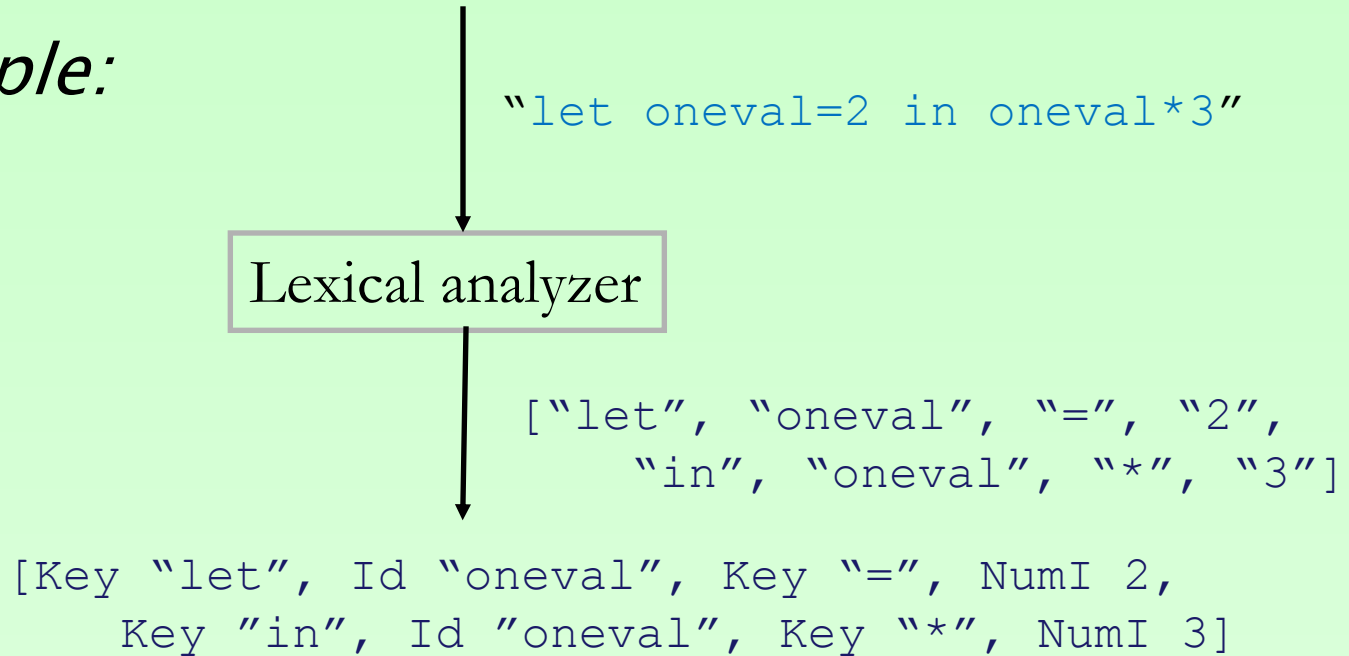 ple:
“let oneval=2 in oneval*3”
Lexical analyzer
[“let”, “oneval”, “=”, “2”,
“in”, “oneval”, “*”, “3”]
[Key “let”, Id “oneval”, Key “=”, NumI 2,
Key ”in”, Id ”oneval”, Key “*”, NumI 3]